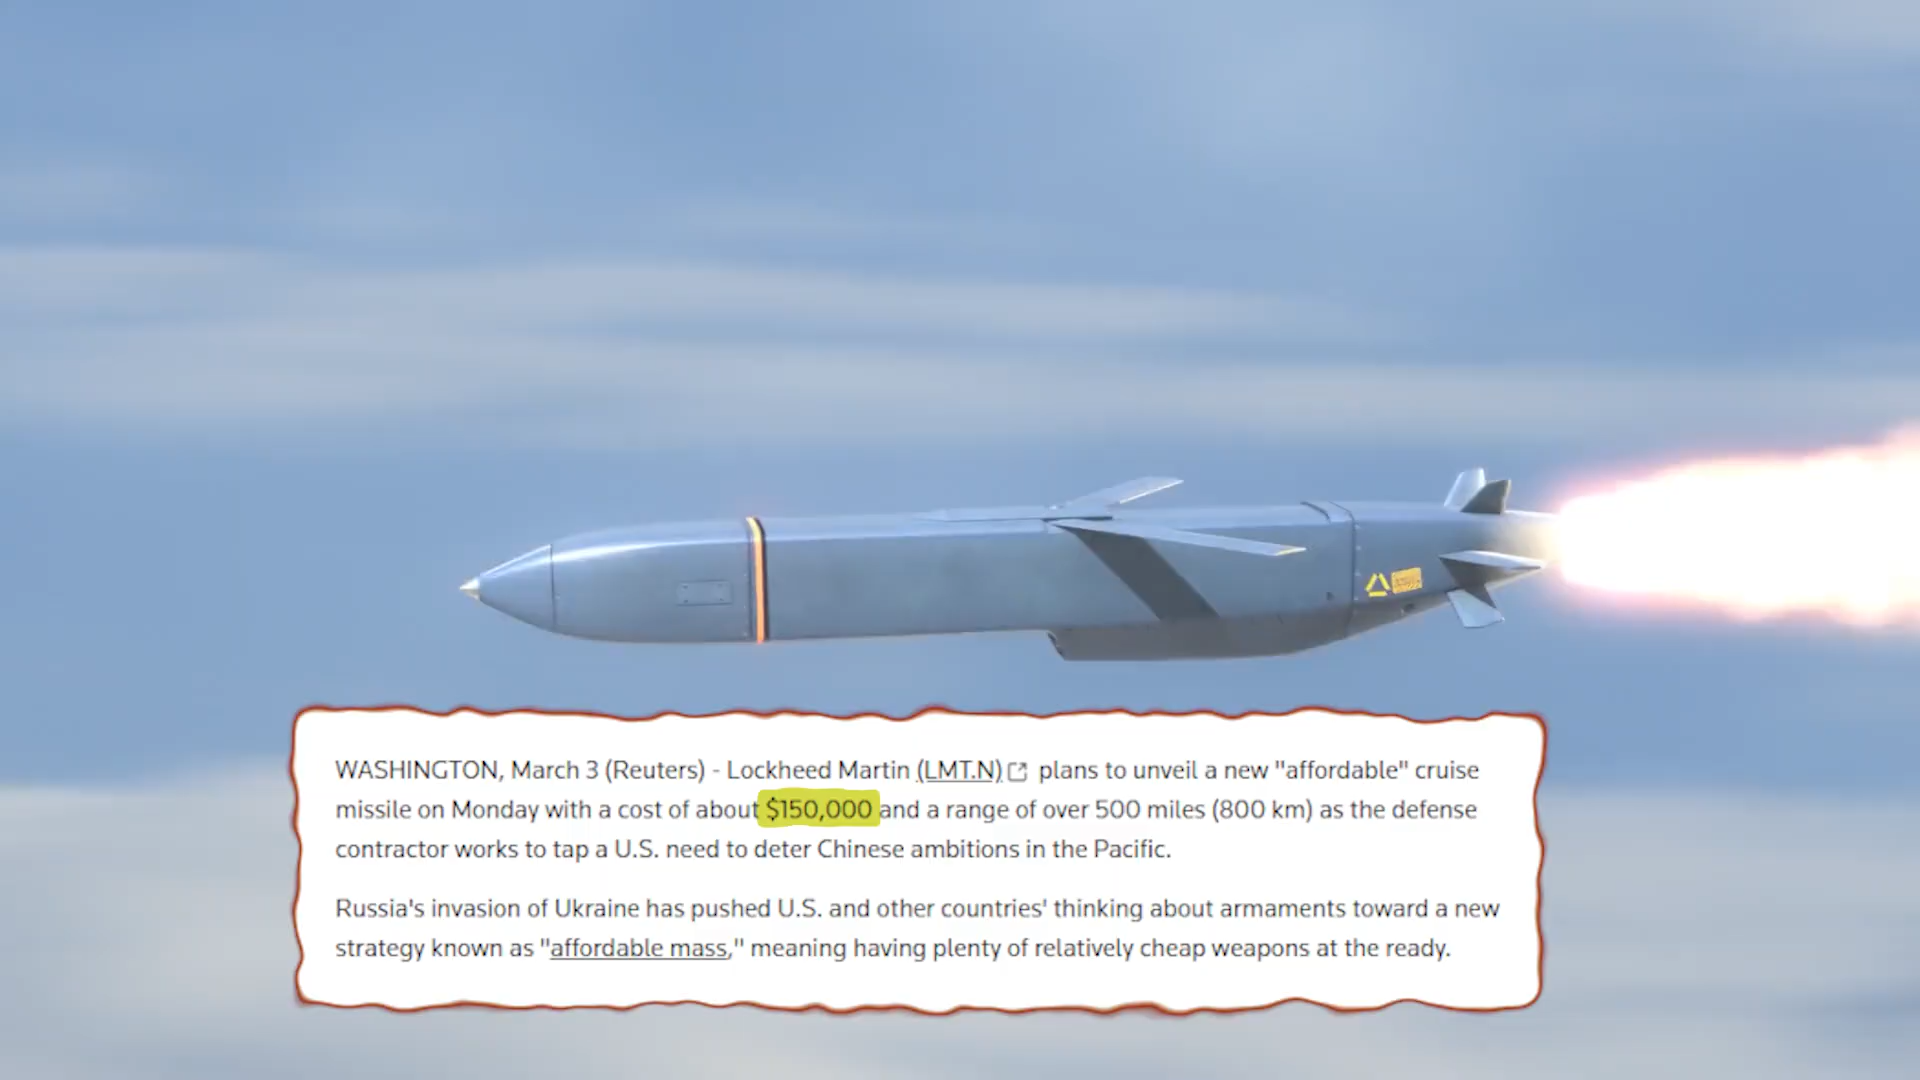 WASHINGTON, March 3 (Reuters) - Lockheed Martin (LMT.N) plans to unveil a new "affordable" cruise
missile on Monday with a cost of about $150,000 and a range of over 500 miles (800 km) as the defense
contractor works to tap a U.S. need to deter Chinese ambitions in the Pacific.
Russia's invasion of Ukraine has pushed U.S. and other countries' thinking about armaments toward a new
strategy known as "affordable mass," meaning having plenty of relatively cheap weapons at the ready.